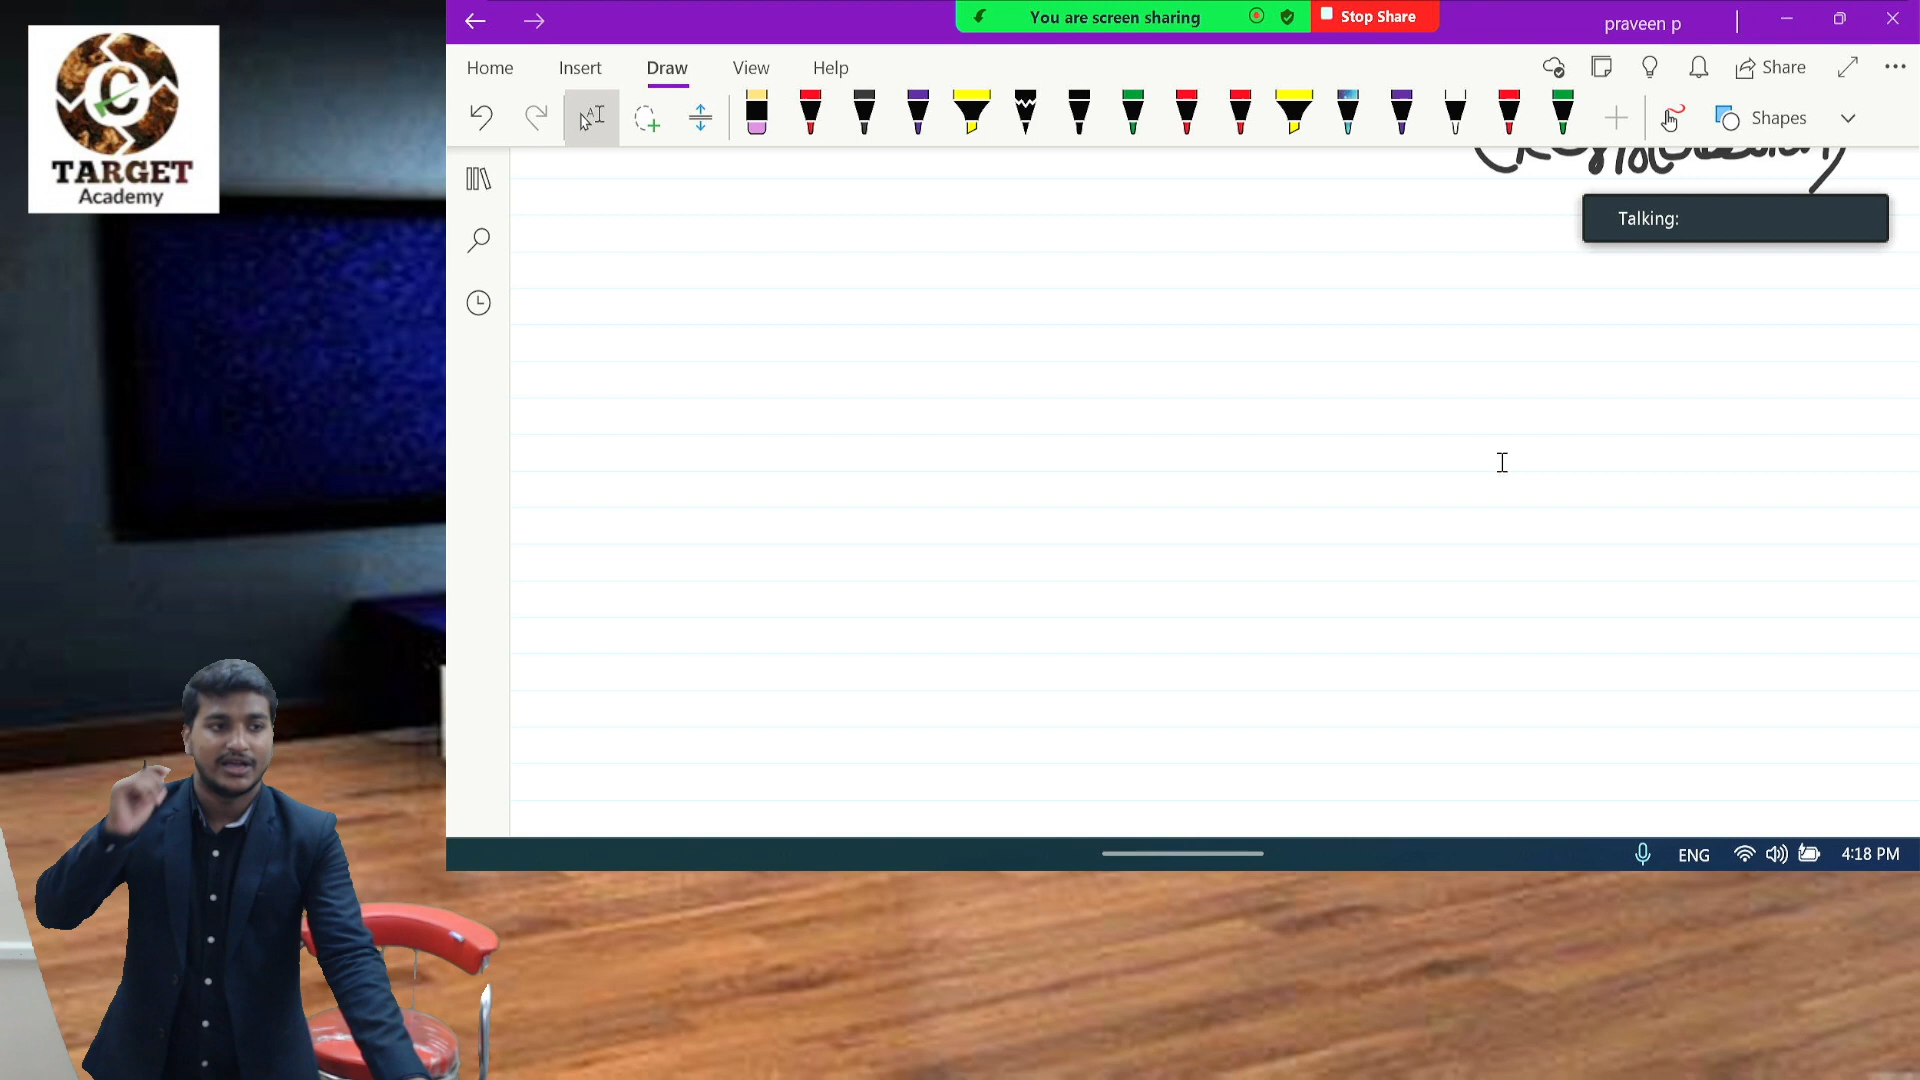 TARGET
Academy
You are screen sharing
Stop Share
praveen p
Home
Insert
Draw
View
Help
Share
Shapes
Talking:
ENG
4:18 PM